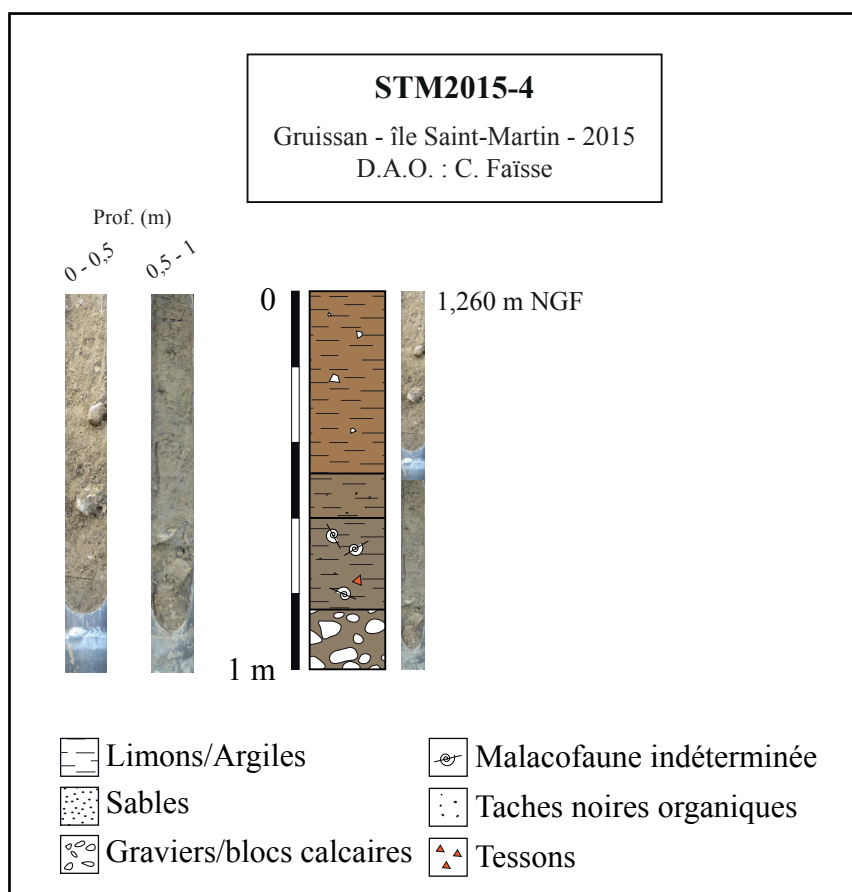 STM2015-4
Gruissan - île Saint-Martin - 2015
D.A.O. : C. Faïsse
Prof. (m)
0 - 0,5
0,5 - 1
0
1,260 m NGF
1 m
Limons/Argiles
Sables
Graviers/blocs calcaires
Malacofaune indéterminée
Taches noires organiques
Tessons